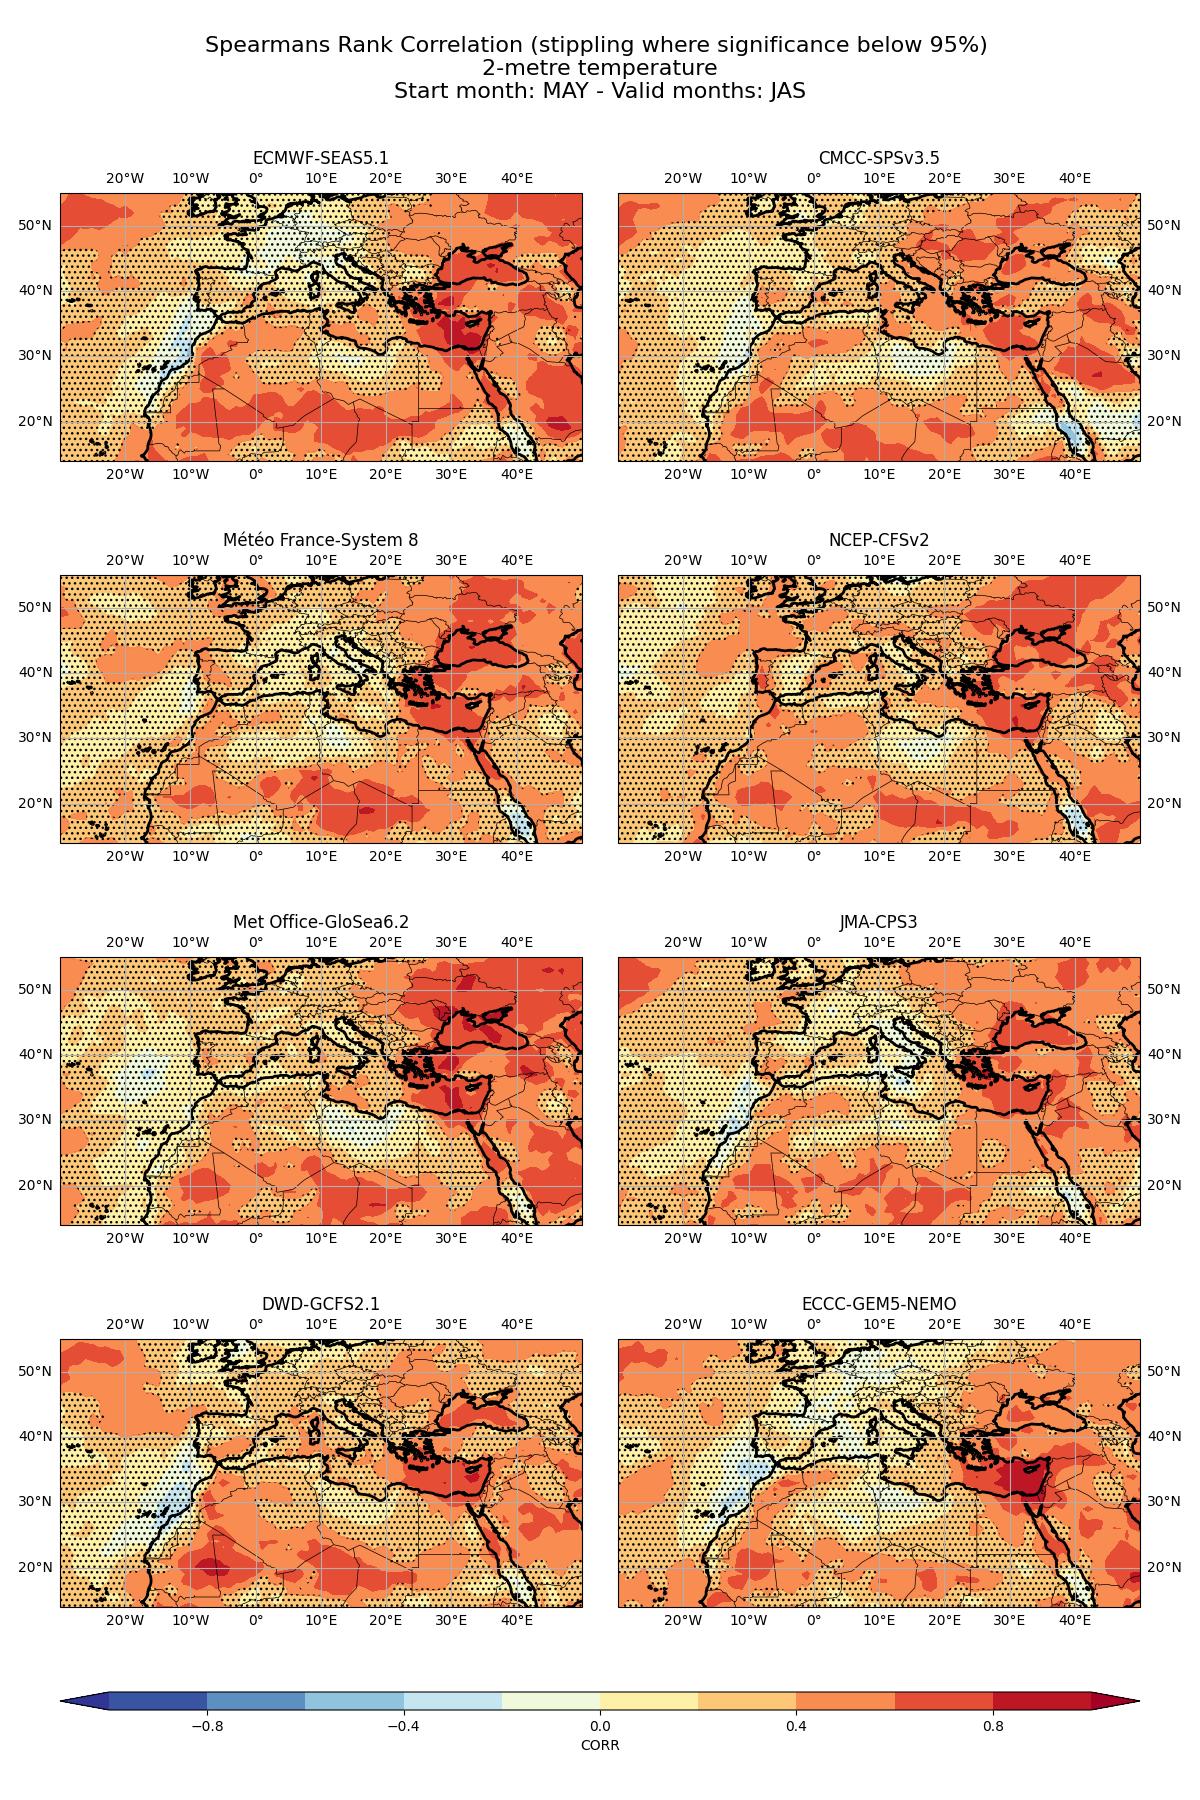 Spearmans Rank Correlation (stippling where significance below 95%)
2-metre temperature
Start month: MAY - Valid months: JAS
ECMWF-SEAS5.1
CMCC-SPSv3.5
20°W 10°W 0° 10°E 20°E 30°E 40°E
20°W 10°W 0° 10°E 20°E 30°E 40°E
50°N
50°N
40°N
40°N
30°N
30°N
20°N
20°N
20°W 10°W 0° 10°E 20°E 30°E 40°E
20°W 10°W 0° 10°E 20°E 30°E 40°E
Météo France-System 8
NCEP-CFSv2
20°W 10°W 0° 10°E 20°E 30°E 40°E
20°W 10°W 0° 10°E 20°E 30°E 40°E
50°N
50°N
40°N
40°N
30°N
30°N
20°N
20°N
20°W 10°W 0° 10°E 20°E 30°E 40°E
20°W 10°W 0° 10°E 20°E 30°E 40°E
Met Office-GloSea6.2
JMA-CPS3
20°W 10°W 0° 10°E 20°E 30°E 40°E
20°W 10°W 0° 10°E 20°E 30°E 40°E
50°N
50°N
40°N
40°N
30°N
30°N
20°N
20°N
20°W 10°W 0° 10°E 20°E 30°E 40°E
20°W 10°W 0° 10°E 20°E 30°E 40°E
DWD-GCFS2.1
ECCC-GEM5-NEMO
20°W 10°W 0° 10°E 20°E 30°E 40°E
20°W 10°W 0° 10°E 20°E 30°E 40°E
50°N
50°N
40°N
40°N
30°N
30°N
20°N
20°N
20°W 10°W 0° 10°E 20°E 30°E 40°E
20°W 10°W 0° 10°E 20°E 30°E 40°E
−0.8 −0.4 0.0 0.4 0.8
CORR